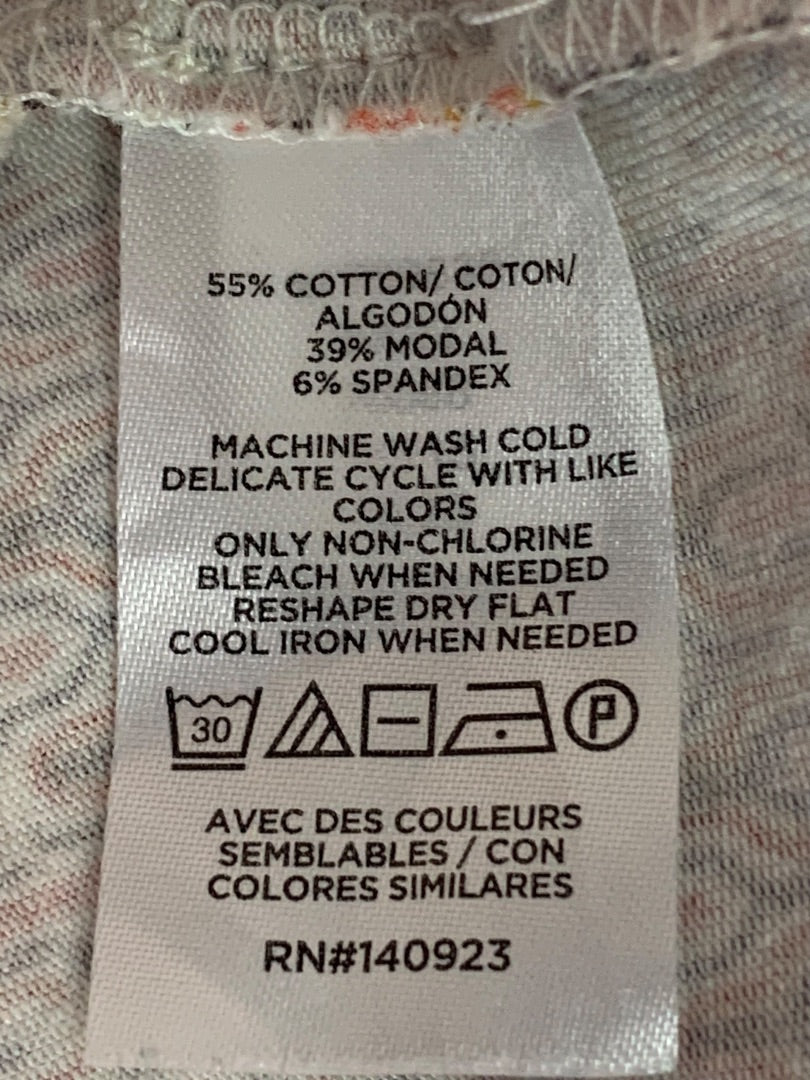 55% COTTON/ COTON/
ALGODÓN
39% MODAL
6% SPANDEX
MACHINE WASH COLD
DELICATE CYCLE WITH LIKE
COLORS
ONLY NON-CHLORINE
BLEACH WHEN NEEDED
RESHAPE DRY FLAT
COOL IRON WHEN NEEDED
30 P
AVEC DES COULEURS
SEMBLABLES / CON
COLORES SIMILARES
RN#140923